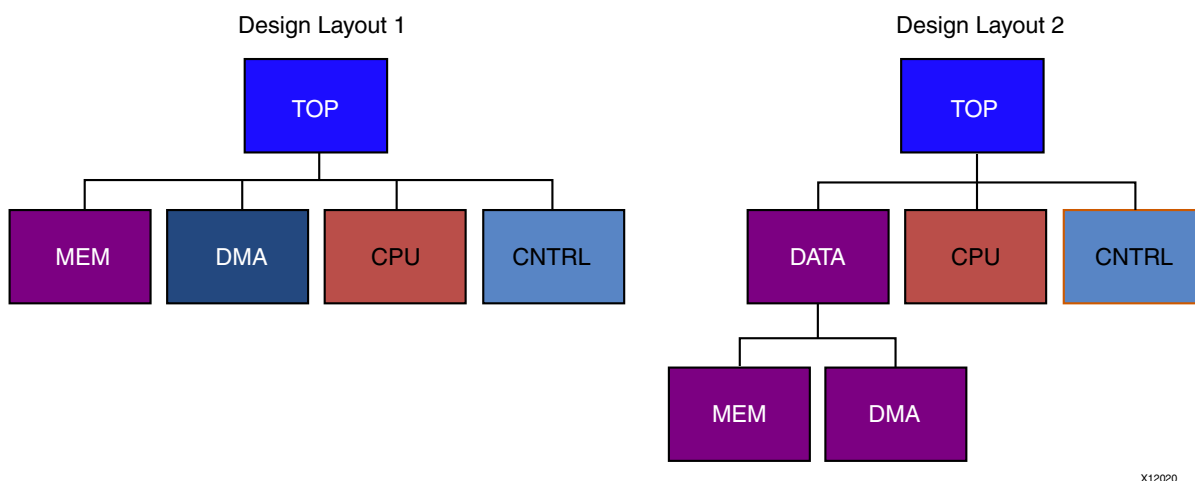 Design Layout 1
TOP
MEM
DMA
CPU
CNTRL
Design Layout 2
TOP
DATA
CPU
CNTRL
MEM
DMA
X12020